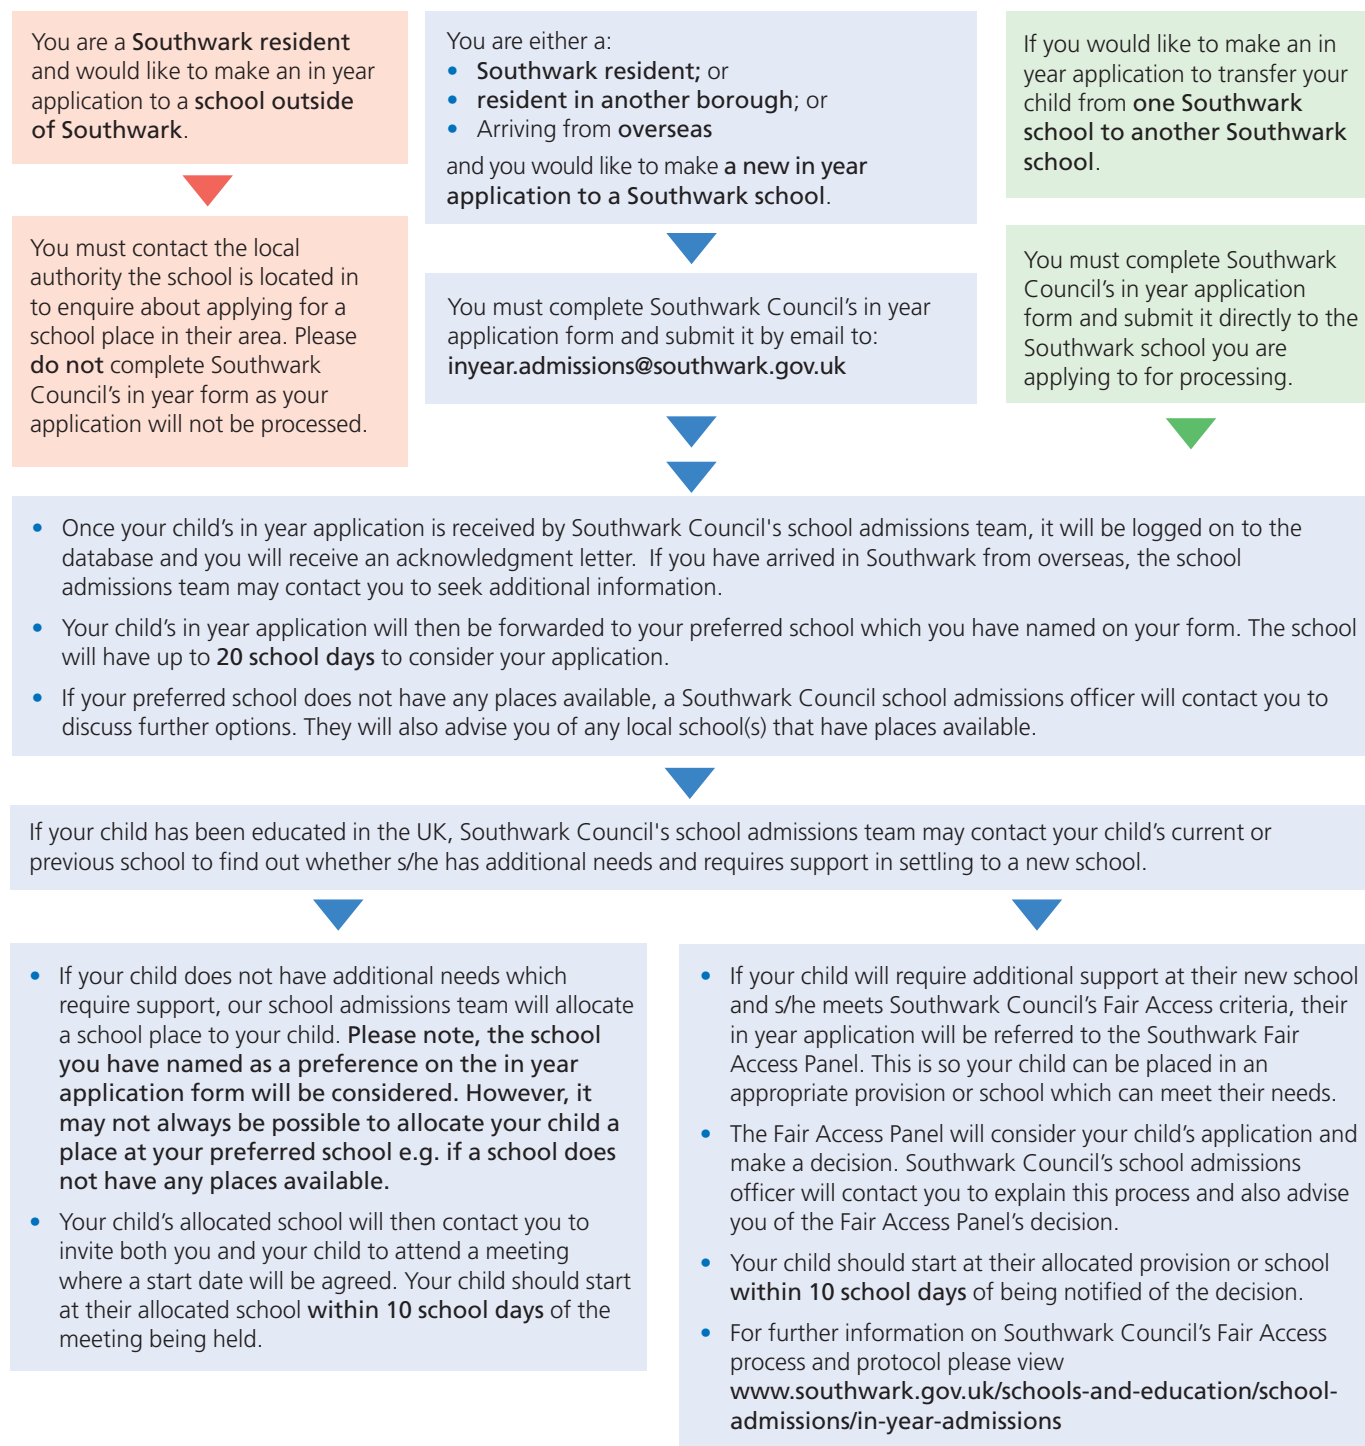 You are a Southwark resident
and would like to make an in year
application to a school outside
of Southwark.
You must contact the local
authority the school is located in
to enquire about applying for a
school place in their area. Please
do not complete Southwark
Council’s in year form as your
application will not be processed.
You are either a:
• Southwark resident; or
• resident in another borough; or
• Arriving from overseas
and you would like to make a new in year
application to a Southwark school.
You must complete Southwark Council’s in year
application form and submit it by email to:
inyear.admissions@southwark.gov.uk
If you would like to make an in
year application to transfer your
child from one Southwark
school to another Southwark
school.
You must complete Southwark
Council’s in year application
form and submit it directly to the
Southwark school you are
applying to for processing.
• Once your child’s in year application is received by Southwark Council's school admissions team, it will be logged on to the
database and you will receive an acknowledgment letter. If you have arrived in Southwark from overseas, the school
admissions team may contact you to seek additional information.
• Your child’s in year application will then be forwarded to your preferred school which you have named on your form. The school
will have up to 20 school days to consider your application.
• If your preferred school does not have any places available, a Southwark Council school admissions officer will contact you to
discuss further options. They will also advise you of any local school(s) that have places available.
If your child has been educated in the UK, Southwark Council's school admissions team may contact your child’s current or
previous school to find out whether s/he has additional needs and requires support in settling to a new school.
• If your child does not have additional needs which
require support, our school admissions team will allocate
a school place to your child. Please note, the school
you have named as a preference on the in year
application form will be considered. However, it
may not always be possible to allocate your child a
place at your preferred school e.g. if a school does
not have any places available.
• Your child’s allocated school will then contact you to
invite both you and your child to attend a meeting
where a start date will be agreed. Your child should start
at their allocated school within 10 school days of the
meeting being held.
• If your child will require additional support at their new school
and s/he meets Southwark Council’s Fair Access criteria, their
in year application will be referred to the Southwark Fair
Access Panel. This is so your child can be placed in an
appropriate provision or school which can meet their needs.
• The Fair Access Panel will consider your child’s application and
make a decision. Southwark Council’s school admissions
officer will contact you to explain this process and also advise
you of the Fair Access Panel’s decision.
• Your child should start at their allocated provision or school
within 10 school days of being notified of the decision.
• For further information on Southwark Council’s Fair Access
process and protocol please view
www.southwark.gov.uk/schools-and-education/school-
admissions/in-year-admissions